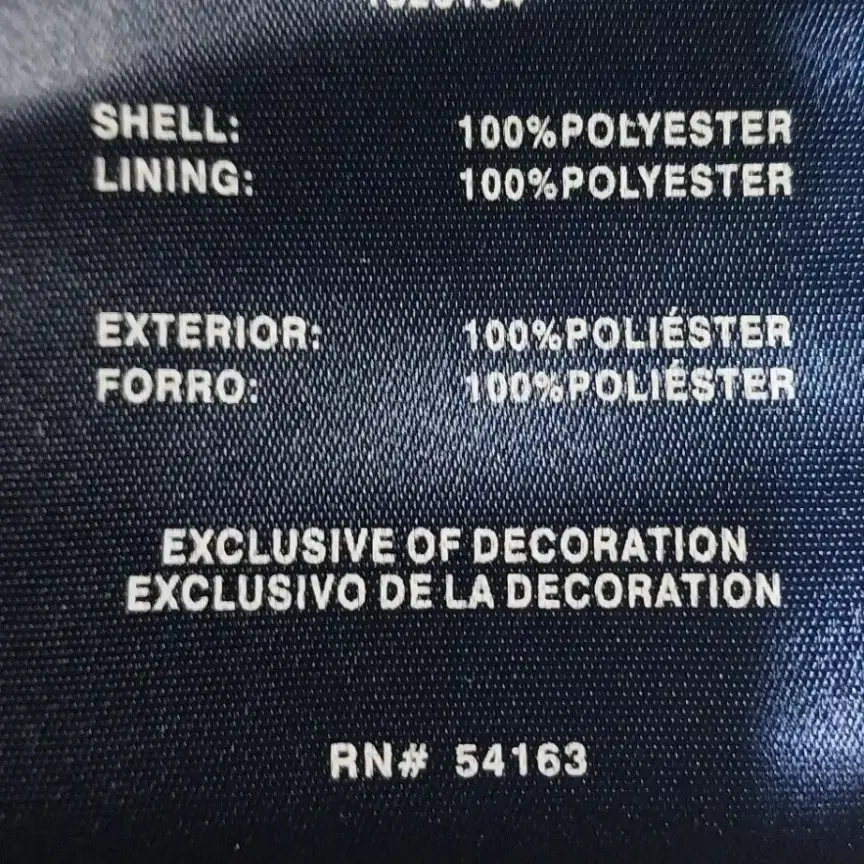 SHELL: 100%POLYESTER
LINING: 100%POLYESTER
EXTERIOR: 100%POLIÉSTER
FORRO: 100%POLIÉSTER
EXCLUSIVE OF DECORATION
EXCLUSIVO DE LA DECORATION
RN# 54163